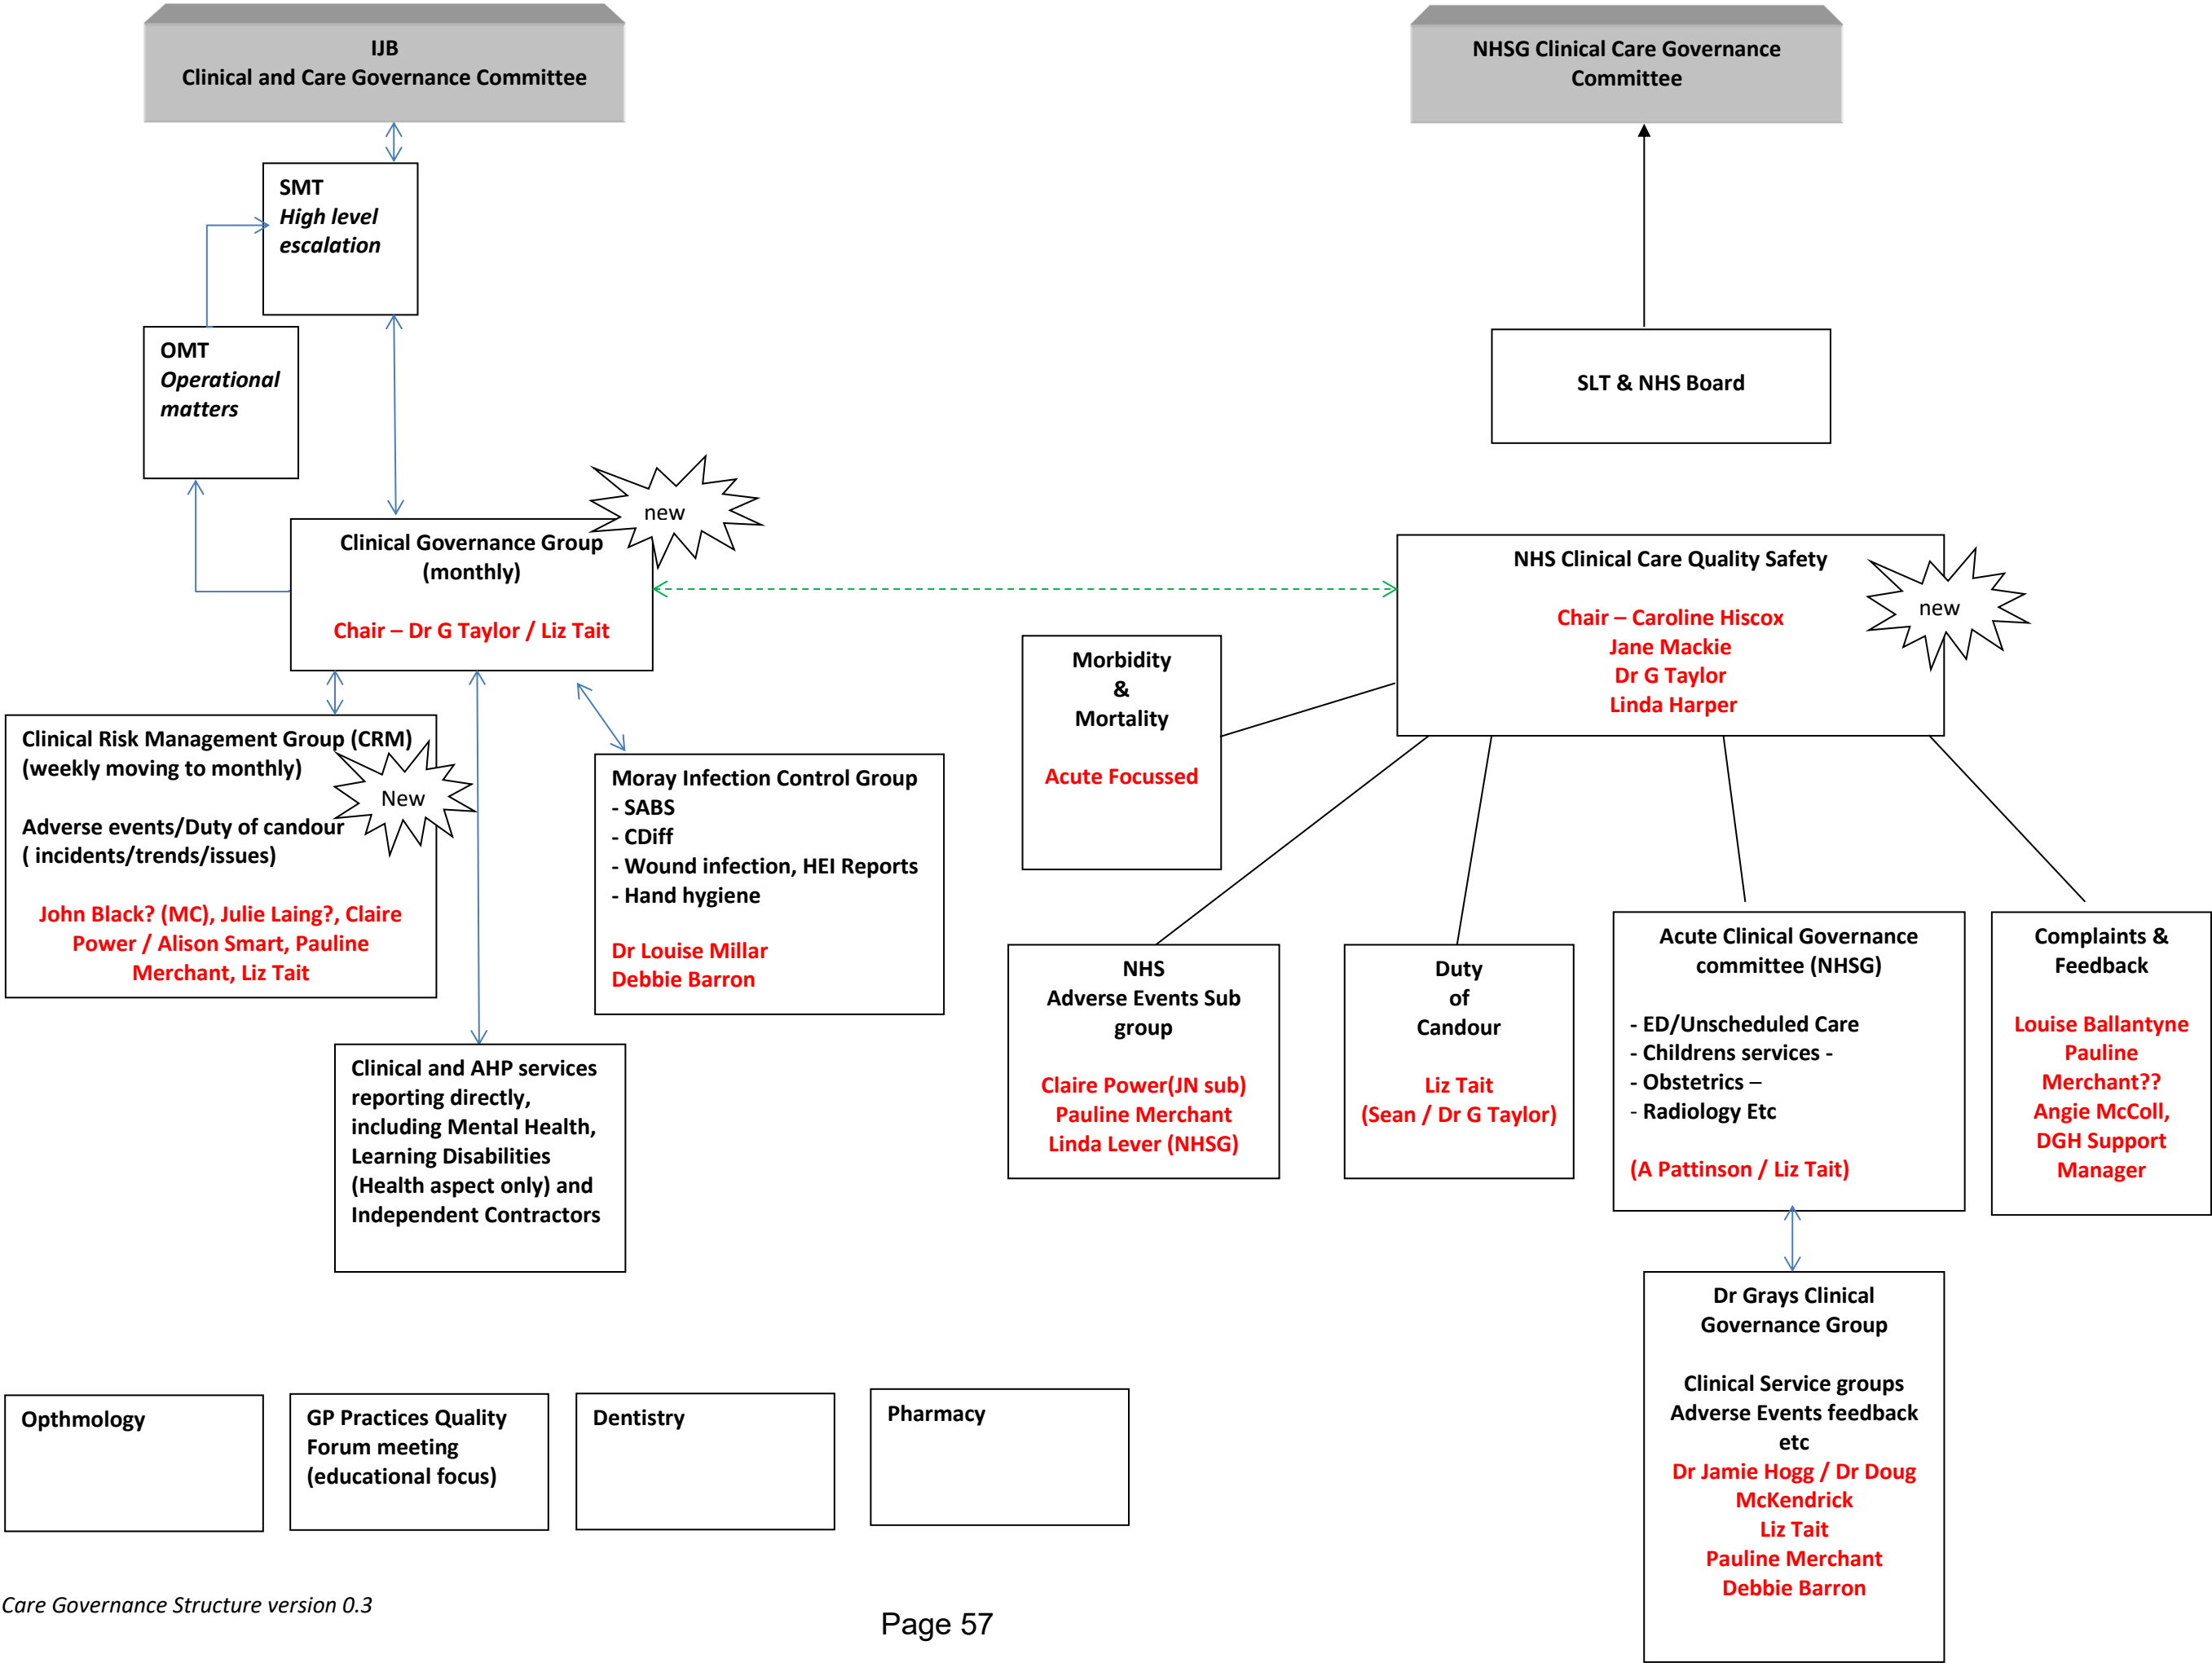 IJB
Clinical and Care Governance Committee
NHSG Clinical Care Governance
Committee
SMT
High level
escalation
OMT
Operational
matters
SLT & NHS Board
new
Clinical Governance Group
(monthly)
Chair – Dr G Taylor / Liz Tait
NHS Clinical Care Quality Safety
Chair – Caroline Hiscox
Jane Mackie
Dr G Taylor
Linda Harper
new
Morbidity
&
Mortality
Acute Focussed
Clinical Risk Management Group (CRM)
(weekly moving to monthly)
Adverse events/Duty of candour
( incidents/trends/issues)
John Black? (MC), Julie Laing?, Claire
Power / Alison Smart, Pauline
Merchant, Liz Tait
New
Moray Infection Control Group
- SABS
- CDiff
- Wound infection, HEI Reports
- Hand hygiene
Dr Louise Millar
Debbie Barron
Clinical and AHP services
reporting directly,
including Mental Health,
Learning Disabilities
(Health aspect only) and
Independent Contractors
NHS
Adverse Events Sub
group
Claire Power(JN sub)
Pauline Merchant
Linda Lever (NHSG)
Duty
of
Candour
Liz Tait
(Sean / Dr G Taylor)
Acute Clinical Governance
committee (NHSG)
- ED/Unscheduled Care
- Childrens services -
- Obstetrics –
- Radiology Etc
(A Pattinson / Liz Tait)
Complaints &
Feedback
Louise Ballantyne
Pauline
Merchant??
Angie McColl,
DGH Support
Manager
Dr Grays Clinical
Governance Group
Clinical Service groups
Adverse Events feedback
etc
Dr Jamie Hogg / Dr Doug
McKendrick
Liz Tait
Pauline Merchant
Debbie Barron
Opthmology
GP Practices Quality
Forum meeting
(educational focus)
Dentistry
Pharmacy
Care Governance Structure version 0.3
Page 57